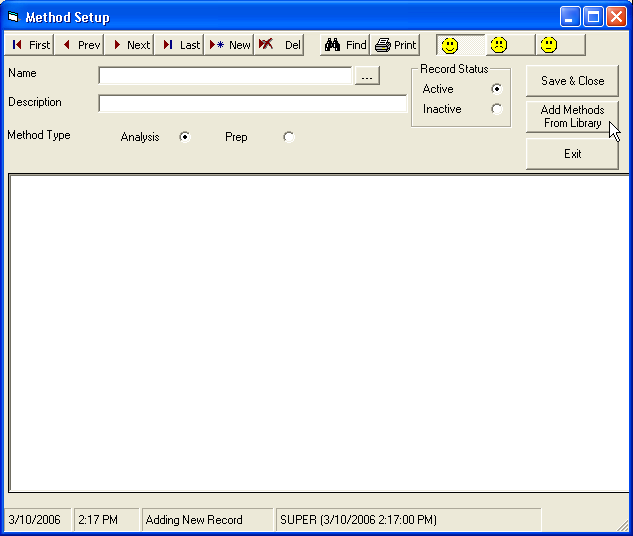 Method Setup
First Prev Next Last New Del Find Print
Name ... Record Status Save & Close
Active
Description Inactive Add Methods
From Library
Method Type Analysis Prep
Exit
3/10/2006 2:17 PM Adding New Record SUPER (3/10/2006 2:17:00 PM)